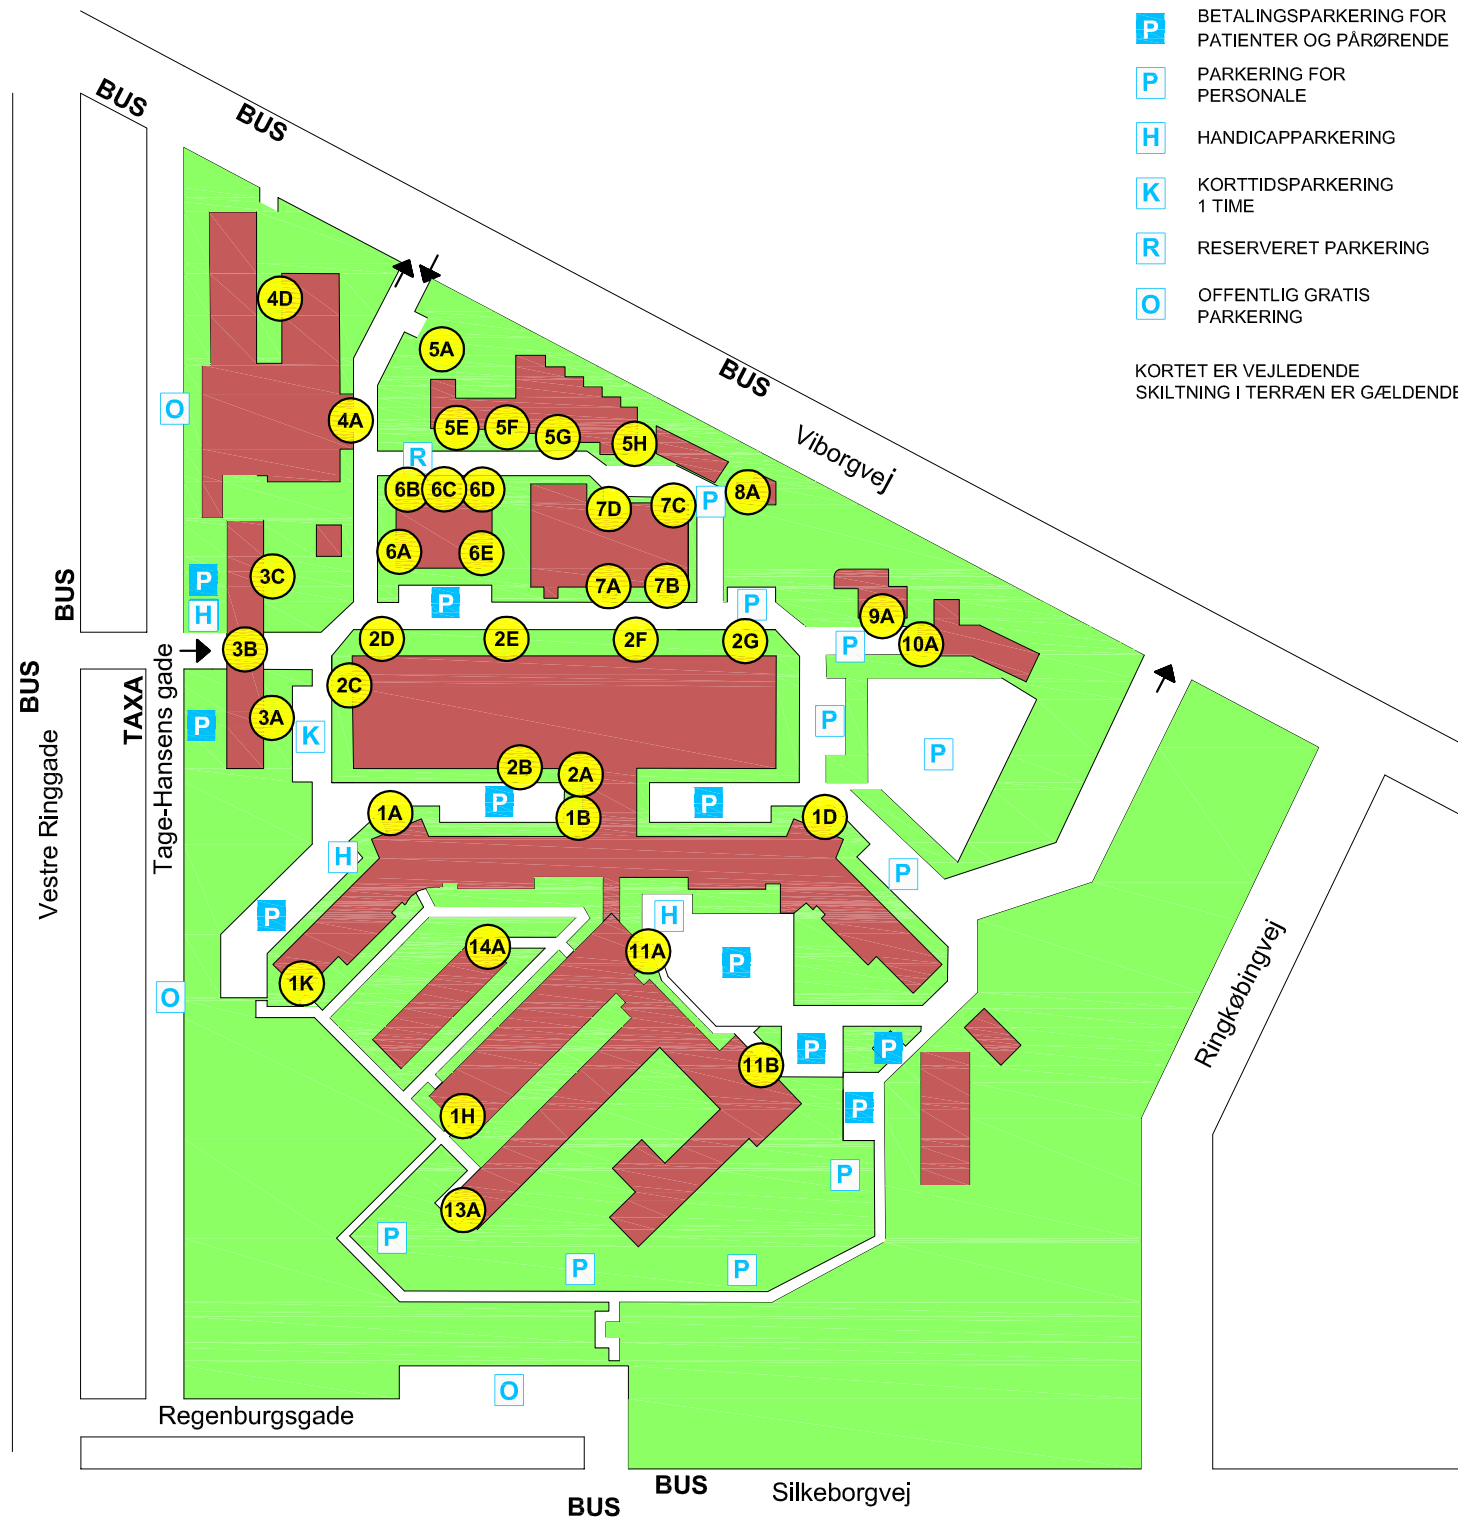 P BETALINGSPARKERING FOR
PATIENTER OG PÅRØRENDE
P PARKERING FOR
PERSONALE
H HANDICAPPARKERING
K KORTTIDSPARKERING
1 TIME
R RESERVERET PARKERING
O OFFENTLIG GRATIS
PARKERING
KORTET ER VEJLEDENDE
SKILTNING I TERRÆN ER GÆLDENDE
BUS
BUS
4D
5A
BUS
O
4A
5E
5F
5G
5H
Viborgvej
R
6B
6C
6D
7D
7C
P
8A
6A
6E
BUS
P
3C
7A
7B
H
P
P
9A
2D
2E
2F
2G
P
10A
3B
BUS
TAXA
Tage-Hansens gade
2C
P
3A
K
P
P
2B
2A
P
P
Vestre Ringgade
1A
1B
1D
H
P
P
H
14A
11A
P
1K
O
Ringkøbingvej
P
P
11B
P
1H
P
13A
P
P
P
O
Regenburgsgade
BUS
Silkeborgvej
BUS